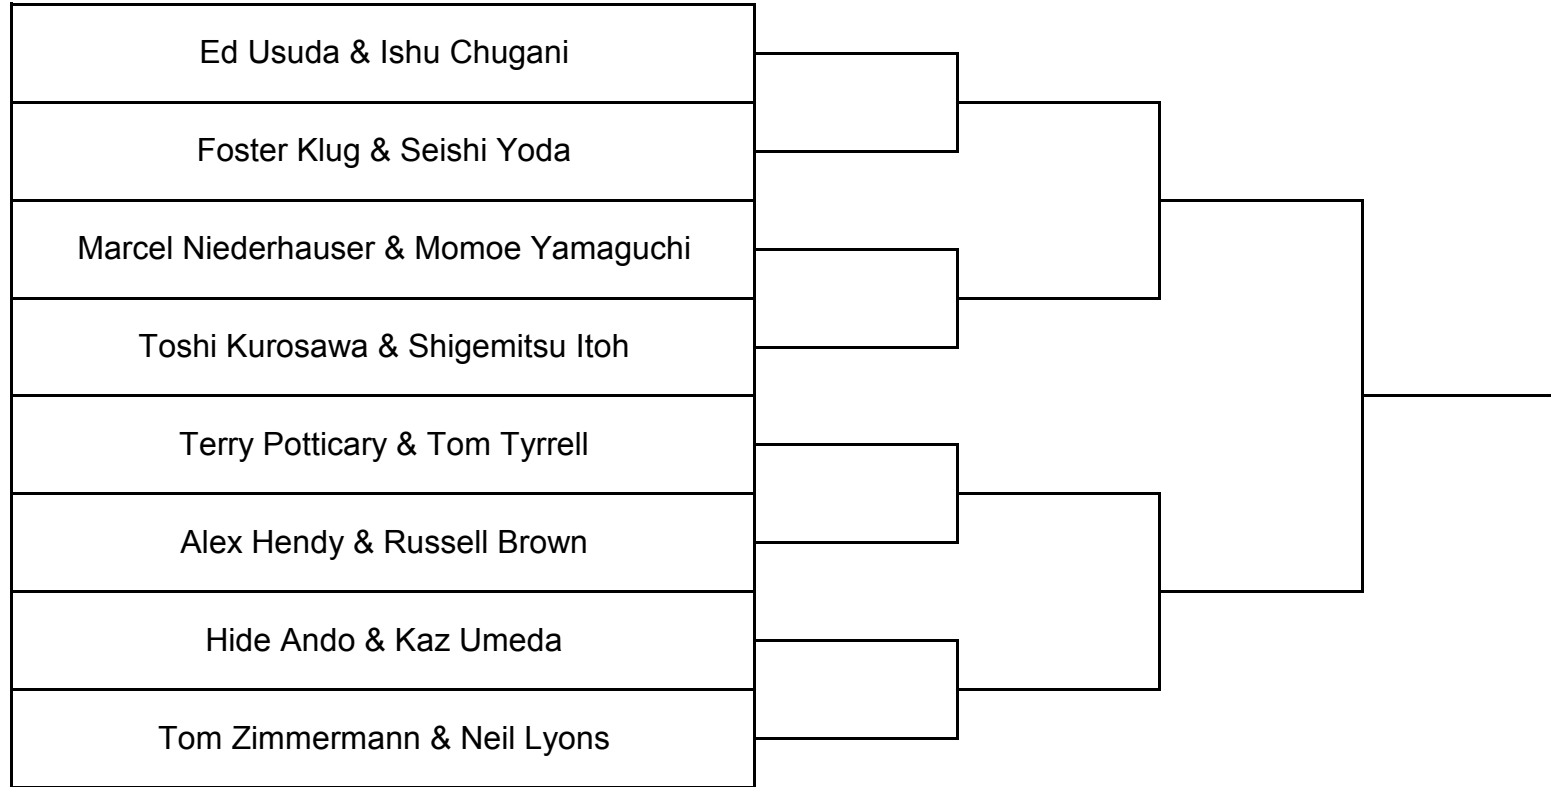 Ed Usuda & Ishu Chugani
Foster Klug & Seishi Yoda
Marcel Niederhauser & Momoe Yamaguchi
Toshi Kurosawa & Shigemitsu Itoh
Terry Potticary & Tom Tyrrell
Alex Hendy & Russell Brown
Hide Ando & Kaz Umeda
Tom Zimmermann & Neil Lyons